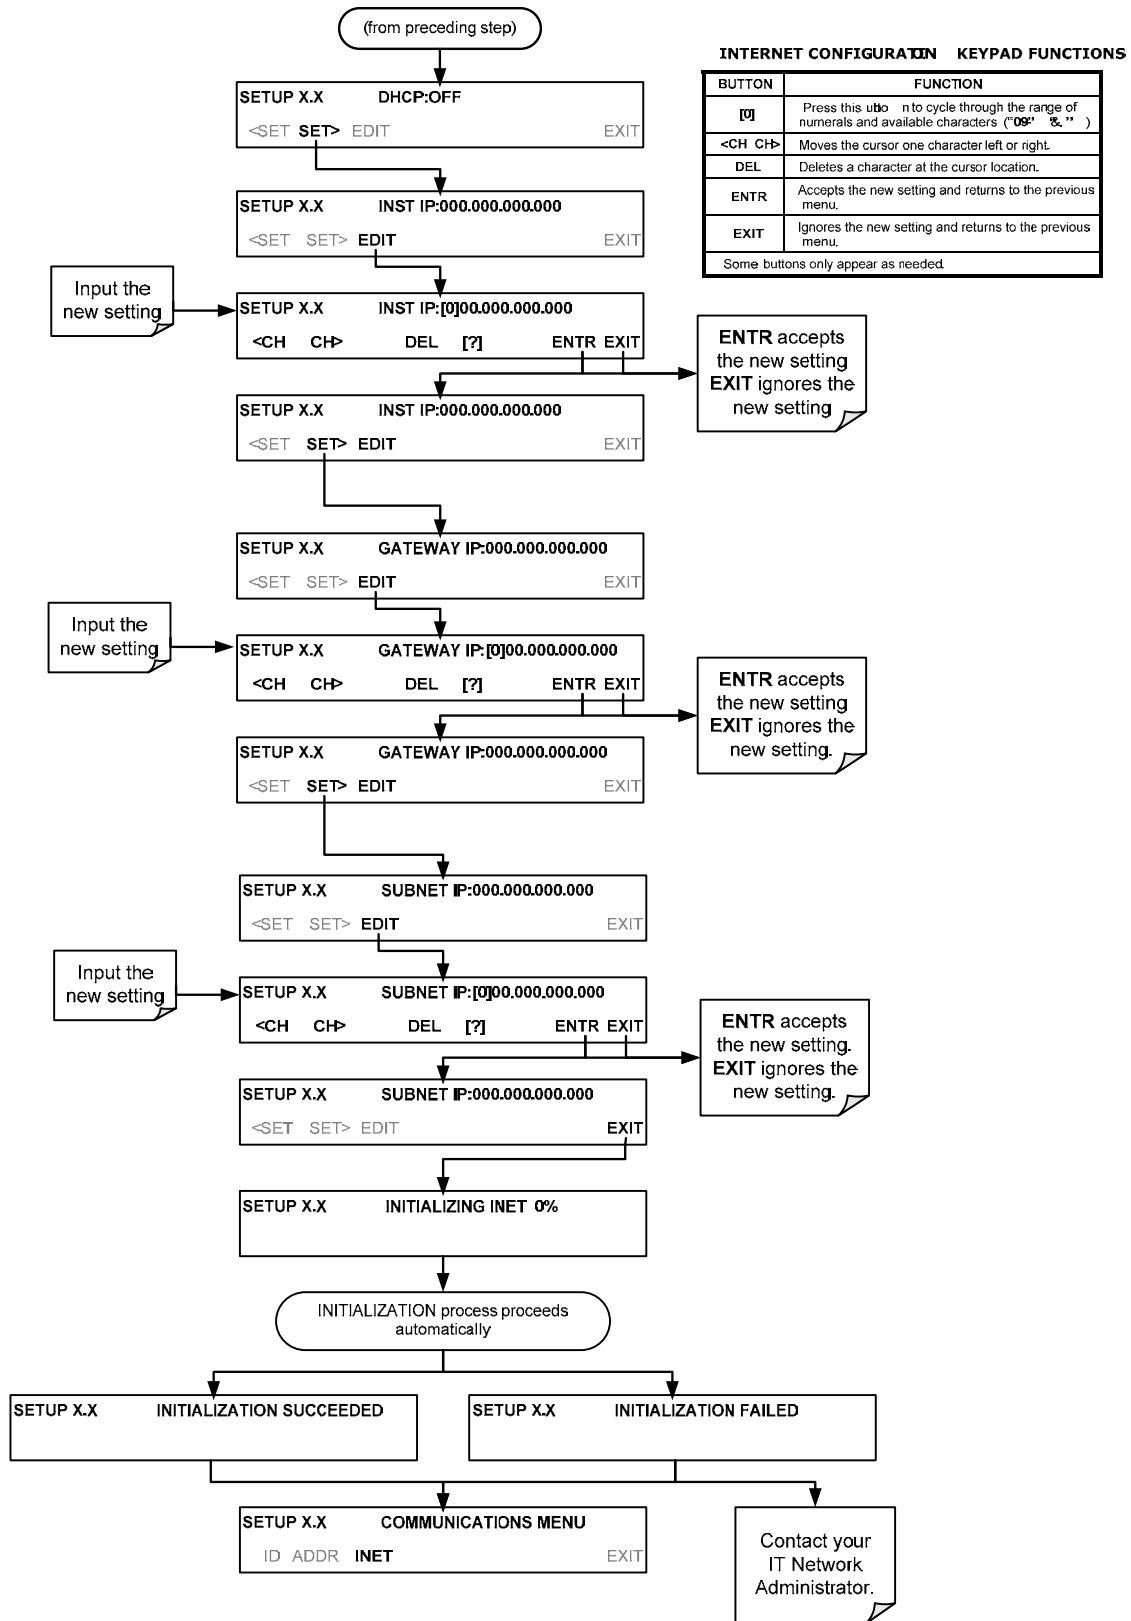 (from preceding step)
INTERNET CONFIGURATION KEYPAD FUNCTIONS
BUTTON FUNCTION
[0] Press this utto n to cycle through the range of
numerals and available characters ("09" "&." )
<CH CH> Moves the cursor one character left or right.
DEL Deletes a character at the cursor location.
ENTR Accepts the new setting and returns to the previous
menu.
EXIT Ignores the new setting and returns to the previous
menu.
Some buttons only appear as needed.
SETUP X.X DHCP:OFF
<SET SET> EDIT EXIT
SETUP X.X INST IP:000.000.000.000
<SET SET> EDIT EXIT
Input the
new setting
SETUP X.X INST IP:[0]00.000.000.000
<CH CH> DEL [?] ENTR EXIT
ENTR accepts
the new setting
EXIT ignores the
new setting
SETUP X.X INST IP:000.000.000.000
<SET SET> EDIT EXIT
SETUP X.X GATEWAY IP:000.000.000.000
<SET SET> EDIT EXIT
Input the
new setting
SETUP X.X GATEWAY IP:[0]00.000.000.000
<CH CH> DEL [?] ENTR EXIT
ENTR accepts
the new setting
EXIT ignores the
new setting.
SETUP X.X GATEWAY IP:000.000.000.000
<SET SET> EDIT EXIT
SETUP X.X SUBNET IP:000.000.000.000
<SET SET> EDIT EXIT
Input the
new setting
SETUP X.X SUBNET IP:[0]00.000.000.000
<CH CH> DEL [?] ENTR EXIT
ENTR accepts
the new setting.
EXIT ignores the
new setting.
SETUP X.X SUBNET IP:000.000.000.000
<SET SET> EDIT EXIT
SETUP X.X INITIALIZING INET 0%
INITIALIZATION process proceeds
automatically
SETUP X.X INITIALIZATION SUCCEEDED
SETUP X.X INITIALIZATION FAILED
SETUP X.X COMMUNICATIONS MENU
ID ADDR INET EXIT
Contact your
IT Network
Administrator.